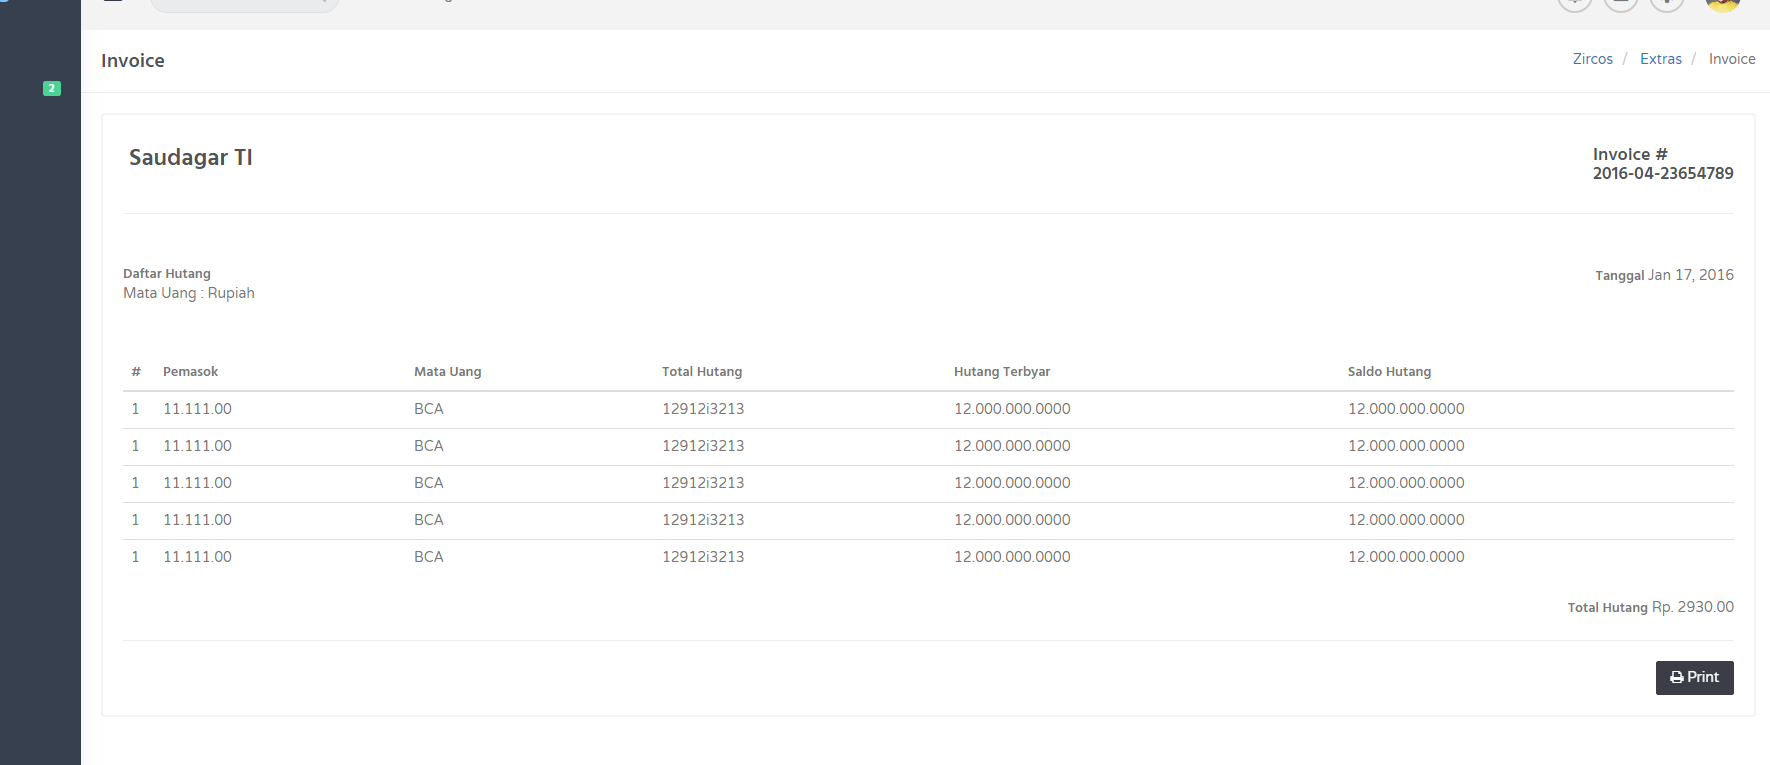 Invoice
Zircos / Extras / Invoice
2
Saudagar TI
Invoice #
2016-04-23654789
Daftar Hutang
Mata Uang : Rupiah
Tanggal Jan 17, 2016
# Pemasok Mata Uang Total Hutang Hutang Terbyar Saldo Hutang
1 11.111.00 BCA 12912i3213 12.000.000.0000 12.000.000.0000
1 11.111.00 BCA 12912i3213 12.000.000.0000 12.000.000.0000
1 11.111.00 BCA 12912i3213 12.000.000.0000 12.000.000.0000
1 11.111.00 BCA 12912i3213 12.000.000.0000 12.000.000.0000
1 11.111.00 BCA 12912i3213 12.000.000.0000 12.000.000.0000
Total Hutang Rp. 2930.00
Print